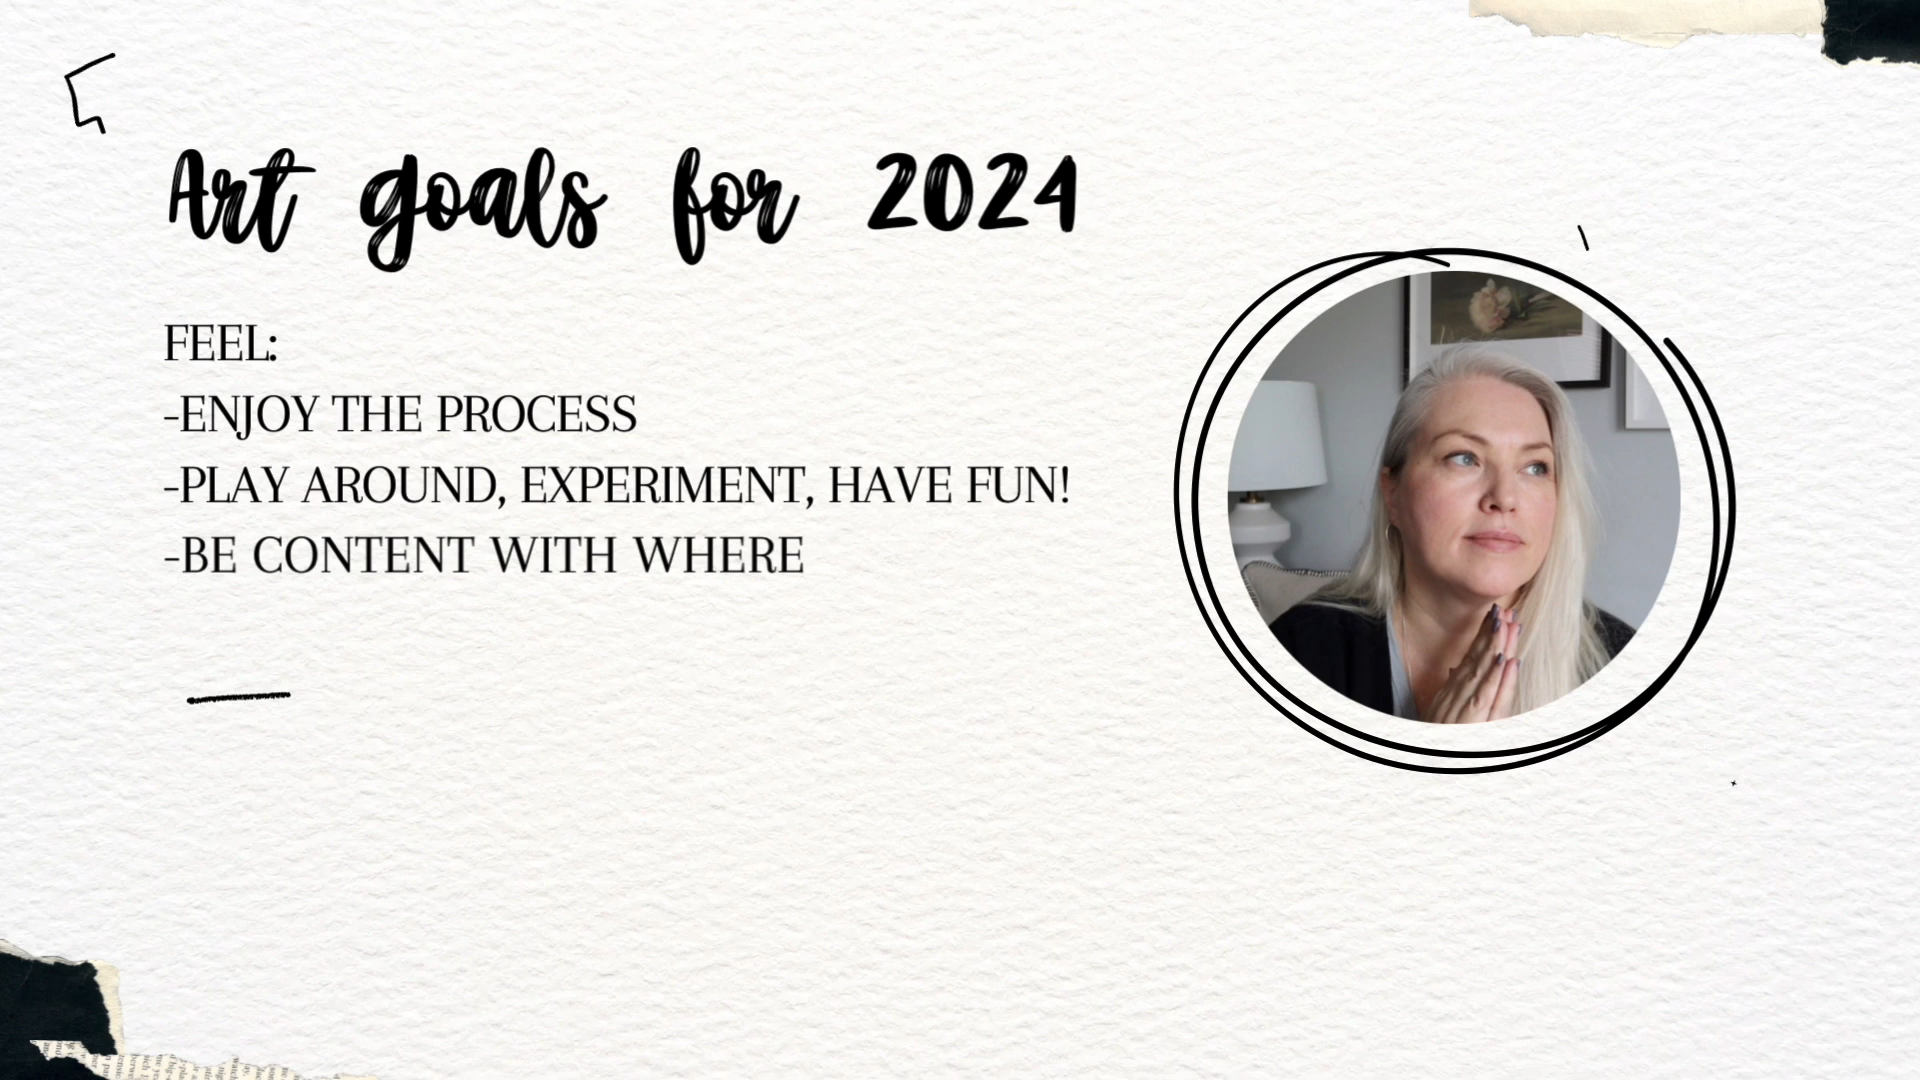 Art goals for 2024
FEEL:
-ENJOY THE PROCESS
-PLAY AROUND, EXPERIMENT, HAVE FUN!
-BE CONTENT WITH WHERE